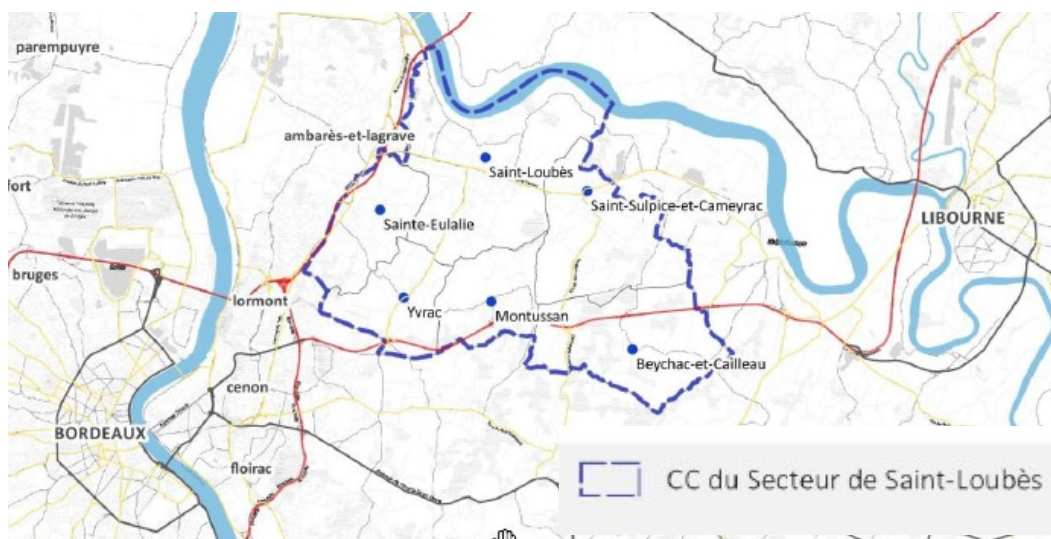 parempuyre
ambarès-et-lagrave
Saint-Loubès
fort
Saint-Sulpice-et-Cameyrac
LIBOURNE
Sainte-Eulalie
bruges
lormont
Yvrac
Montussan
Beychac-et-Cailleau
cenon
BORDEAUX
floirac
CC du Secteur de Saint-Loubès